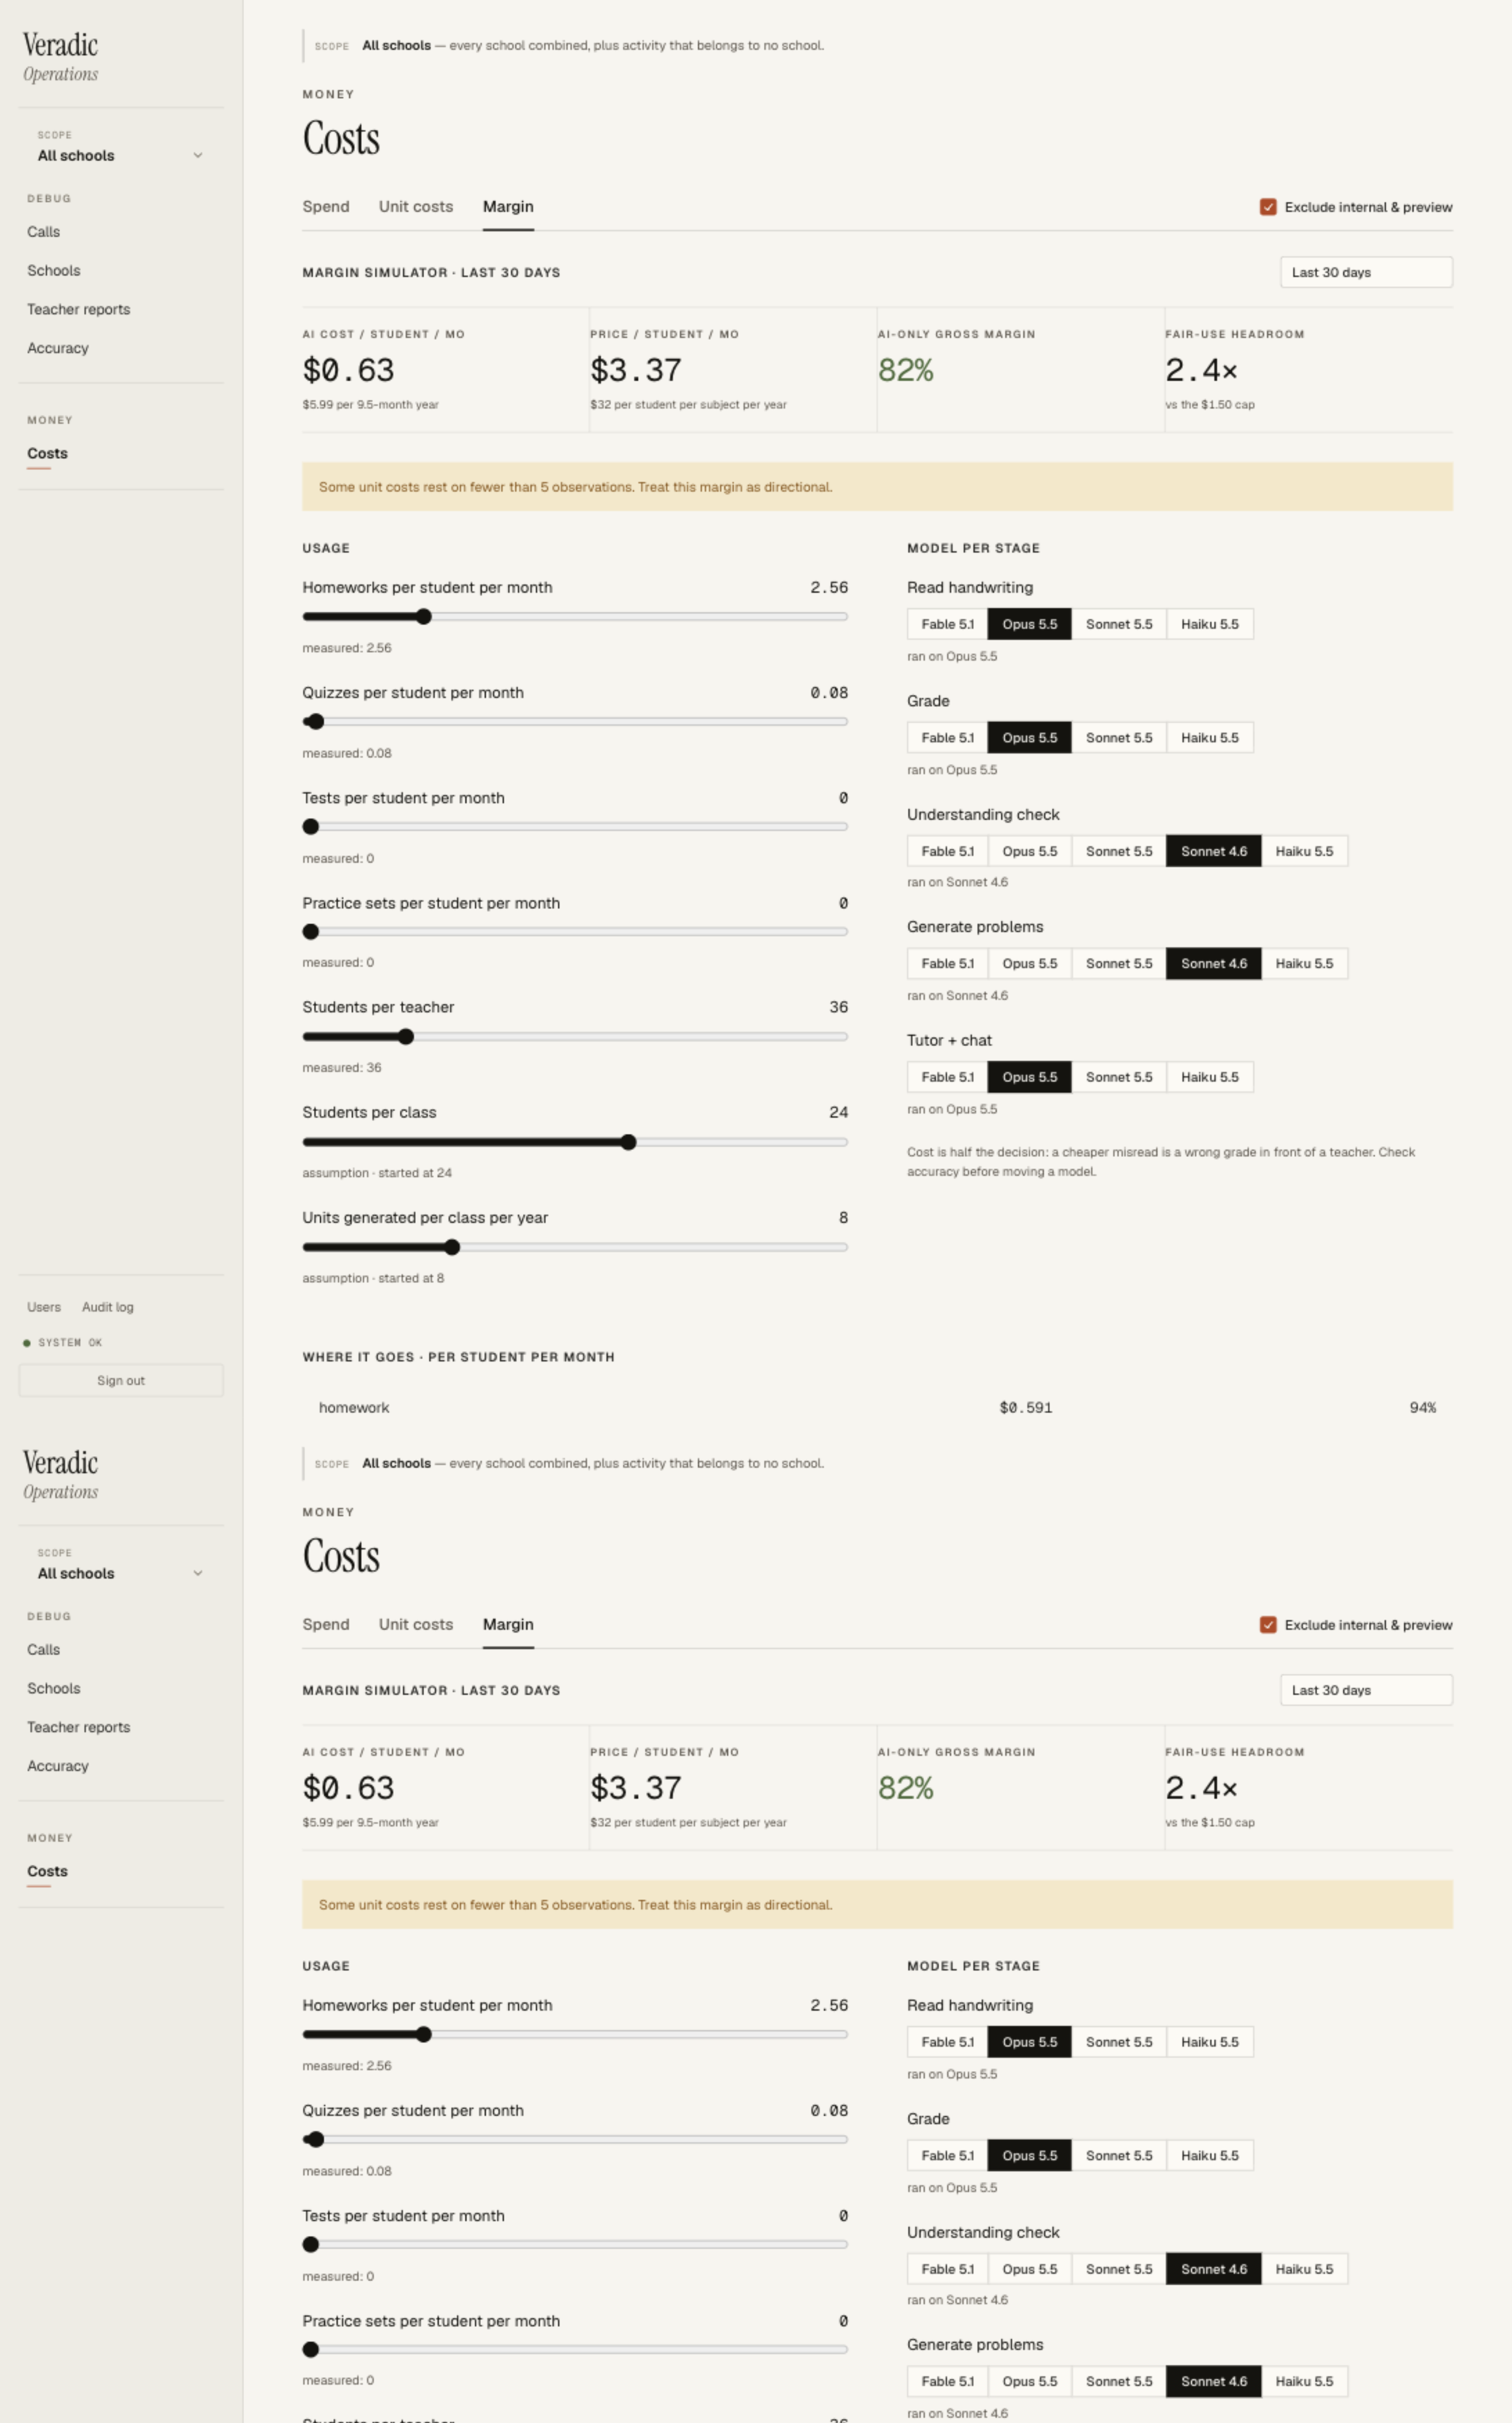 Veradic
Operations
SCOPE
All schools
DEBUG
Calls
Schools
Teacher reports
Accuracy
MONEY
Costs
Users Audit log
SYSTEM OK
Sign out
SCOPE All schools — every school combined, plus activity that belongs to no school.
MONEY
Costs
Spend Unit costs Margin Exclude internal & preview
MARGIN SIMULATOR · LAST 30 DAYS Last 30 days
AI COST / STUDENT / MO PRICE / STUDENT / MO AI-ONLY GROSS MARGIN FAIR-USE HEADROOM
$0.63 $3.37 82% 2.4×
$5.99 per 9.5-month year $32 per student per subject per year vs the $1.50 cap
Some unit costs rest on fewer than 5 observations. Treat this margin as directional.
USAGE
Homeworks per student per month 2.56
measured: 2.56
Quizzes per student per month 0.08
measured: 0.08
Tests per student per month 0
measured: 0
Practice sets per student per month 0
measured: 0
Students per teacher 36
measured: 36
Students per class 24
assumption · started at 24
Units generated per class per year 8
assumption · started at 8
MODEL PER STAGE
Read handwriting
Fable 5.1 Opus 5.5 Sonnet 5.5 Haiku 5.5
ran on Opus 5.5
Grade
Fable 5.1 Opus 5.5 Sonnet 5.5 Haiku 5.5
ran on Opus 5.5
Understanding check
Fable 5.1 Opus 5.5 Sonnet 5.5 Sonnet 4.6 Haiku 5.5
ran on Sonnet 4.6
Generate problems
Fable 5.1 Opus 5.5 Sonnet 5.5 Sonnet 4.6 Haiku 5.5
ran on Sonnet 4.6
Tutor + chat
Fable 5.1 Opus 5.5 Sonnet 5.5 Haiku 5.5
ran on Opus 5.5
Cost is half the decision: a cheaper misread is a wrong grade in front of a teacher. Check
accuracy before moving a model.
WHERE IT GOES · PER STUDENT PER MONTH
homework $0.591 94%
Veradic
Operations
SCOPE
All schools
DEBUG
Calls
Schools
Teacher reports
Accuracy
MONEY
Costs
SCOPE All schools — every school combined, plus activity that belongs to no school.
MONEY
Costs
Spend Unit costs Margin Exclude internal & preview
MARGIN SIMULATOR · LAST 30 DAYS Last 30 days
AI COST / STUDENT / MO PRICE / STUDENT / MO AI-ONLY GROSS MARGIN FAIR-USE HEADROOM
$0.63 $3.37 82% 2.4×
$5.99 per 9.5-month year $32 per student per subject per year vs the $1.50 cap
Some unit costs rest on fewer than 5 observations. Treat this margin as directional.
USAGE
Homeworks per student per month 2.56
measured: 2.56
Quizzes per student per month 0.08
measured: 0.08
Tests per student per month 0
measured: 0
Practice sets per student per month 0
measured: 0
MODEL PER STAGE
Read handwriting
Fable 5.1 Opus 5.5 Sonnet 5.5 Haiku 5.5
ran on Opus 5.5
Grade
Fable 5.1 Opus 5.5 Sonnet 5.5 Haiku 5.5
ran on Opus 5.5
Understanding check
Fable 5.1 Opus 5.5 Sonnet 5.5 Sonnet 4.6 Haiku 5.5
ran on Sonnet 4.6
Generate problems
Fable 5.1 Opus 5.5 Sonnet 5.5 Sonnet 4.6 Haiku 5.5
ran on Sonnet 4.6